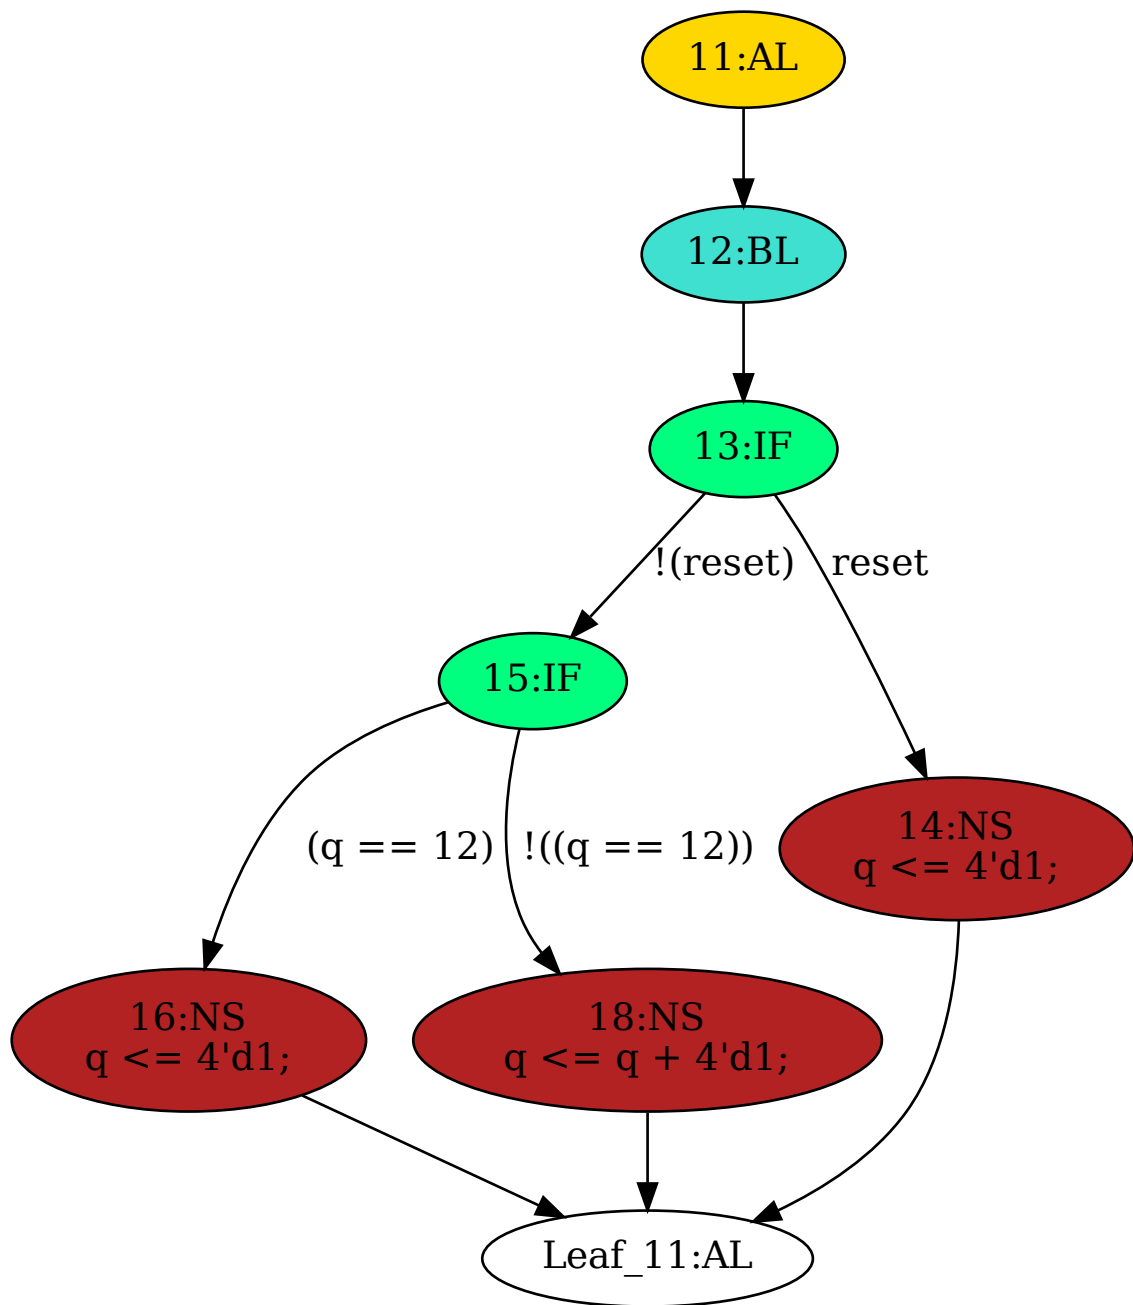 11:AL
12:BL
13:IF
!(reset)
reset
15:IF
(q == 12)
!((q == 12))
14:NS
q <= 4'd1;
16:NS
q <= 4'd1;
18:NS
q <= q + 4'd1;
Leaf_11:AL